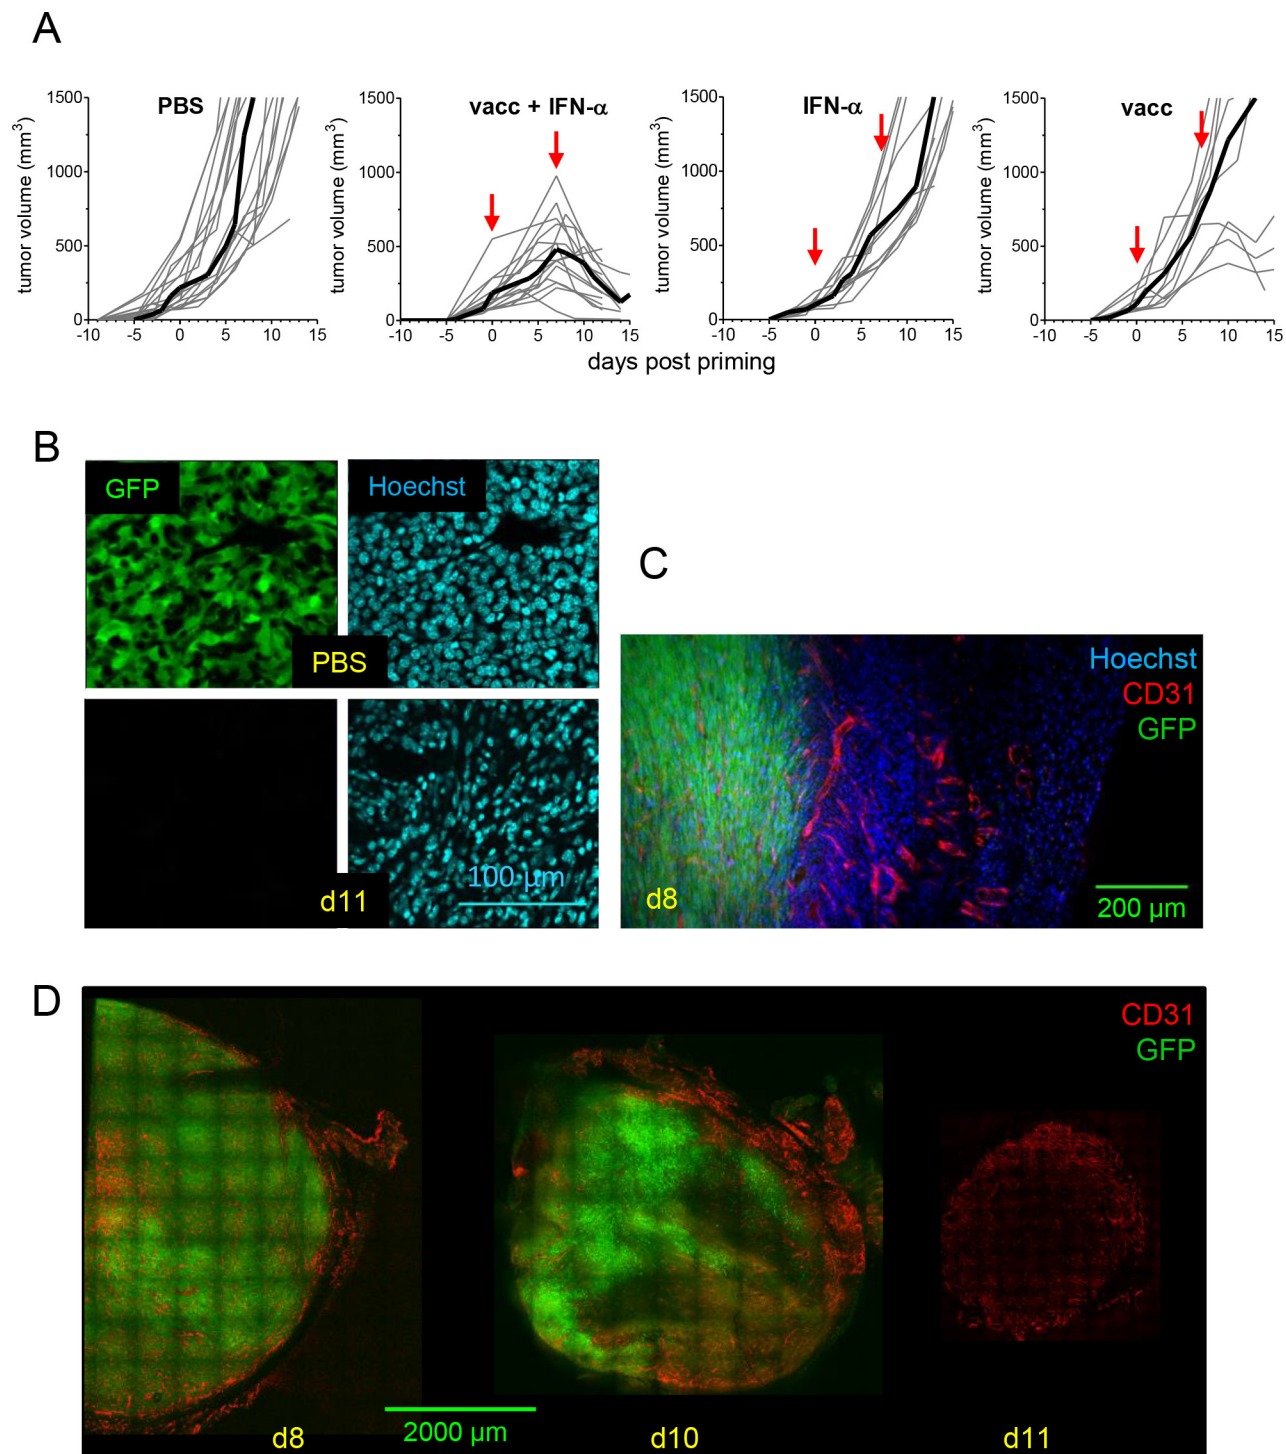 A
PBS
vacc + IFN-α
IFN-α
vacc
tumor volume (mm³)
1500
1000
500
0
-10 -5 0 5 10 15
tumor volume (mm³)
1500
1000
500
0
-10 -5 0 5 10 15
tumor volume (mm³)
1500
1000
500
0
-10 -5 0 5 10 15
tumor volume (mm³)
1500
1000
500
0
-10 -5 0 5 10 15
days post priming
B
GFP
Hoechst
PBS
d11
100 µm
C
Hoechst
CD31
GFP
d8
200 µm
D
CD31
GFP
2000 µm
d8
d10
d11